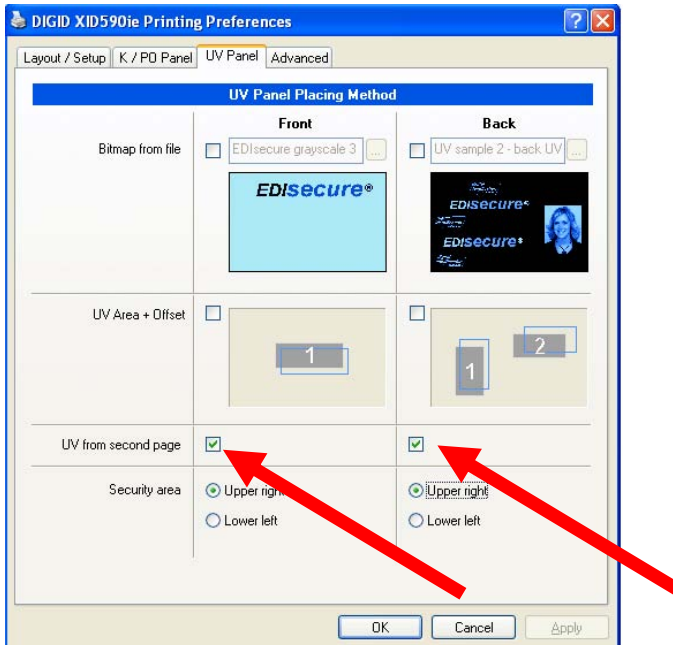 DIGID XID590ie Printing Preferences
Layout / Setup K / PO Panel UV Panel Advanced
UV Panel Placing Method
Front Back
Bitmap from file EDIsecure grayscale 3 ... UV sample 2 - back UV ...
EDIsecure®
EDIsecure
EDIsecure
UV Area + Offset 1 1 2
UV from second page
Security area Upper right Upper right
Lower left Lower left
OK Cancel Apply